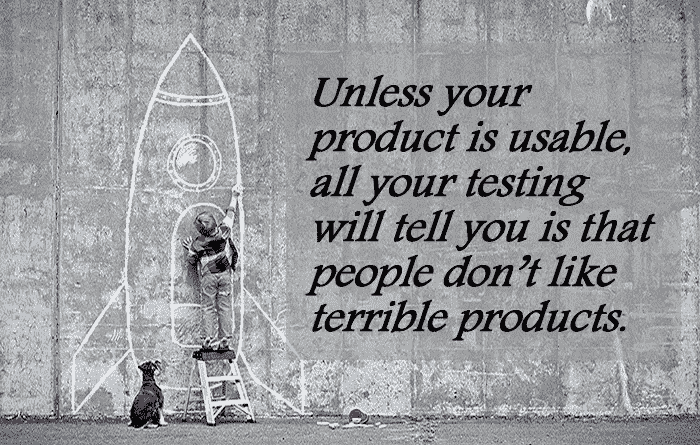 Unless your
product is usable,
all your testing
will tell you is that
people don't like
terrible products.